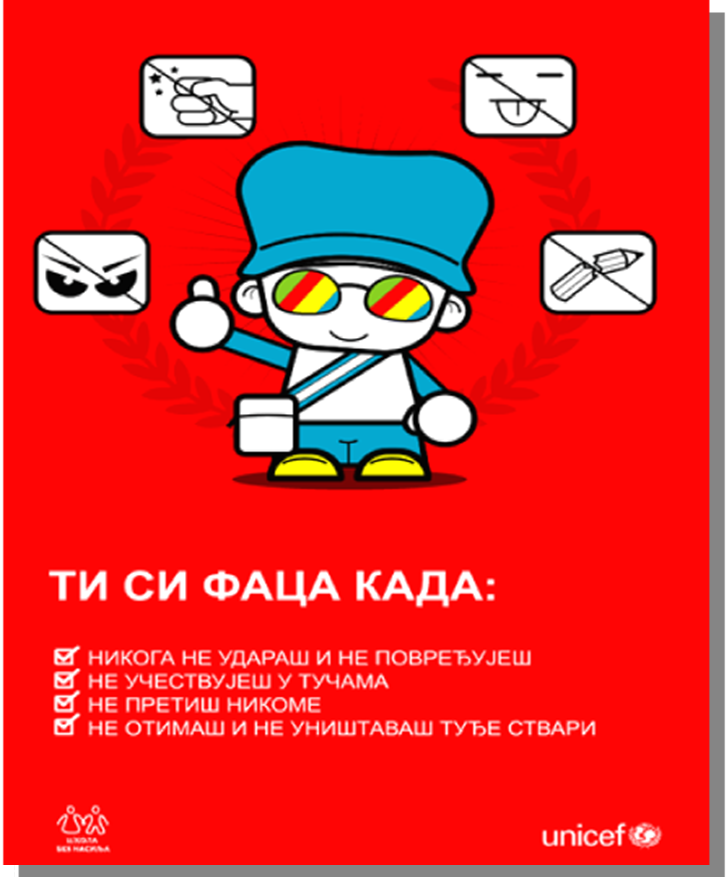 ТИ СИ ФАЦА КАДА:
НИКОГА НЕ УДАРАШ И НЕ ПОВРЕЂУЈЕШ
НЕ УЧЕСТВУЈЕШ У ТУЧАМА
НЕ ПРЕТИШ НИКОМЕ
НЕ ОТИМАШ И НЕ УНИШТАВАШ ТУЂЕ СТВАРИ
ШКОЛА
БЕЗ НАСИЉА
unicef